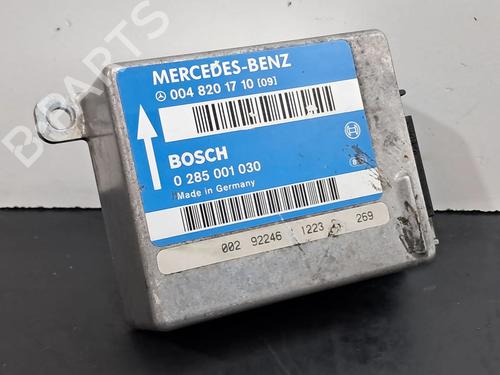 B PARTS
MERCEDES-BENZ
004 820 17 10 [09]
BOSCH
0 285 001 030
Made in Germany
002 92246 1223 269